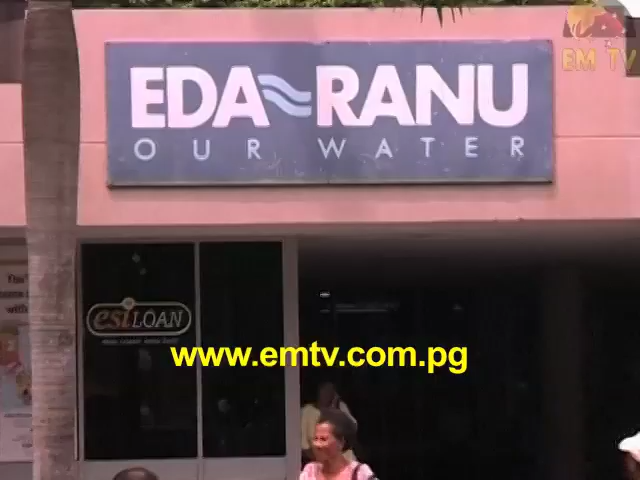 EM TV
EDA RANU
OUR WATER
esi LOAN
www.emtv.com.pg